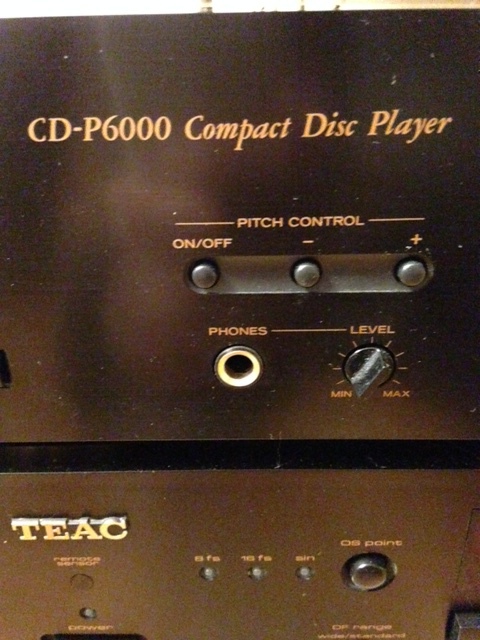 CD-P6000 Compact Disc Player
PITCH CONTROL
ON/OFF − +
PHONES LEVEL
MIN MAX
TEAC
remote
sensor
8 fs 16 fs sin OS point
power
DF range
wide/standard